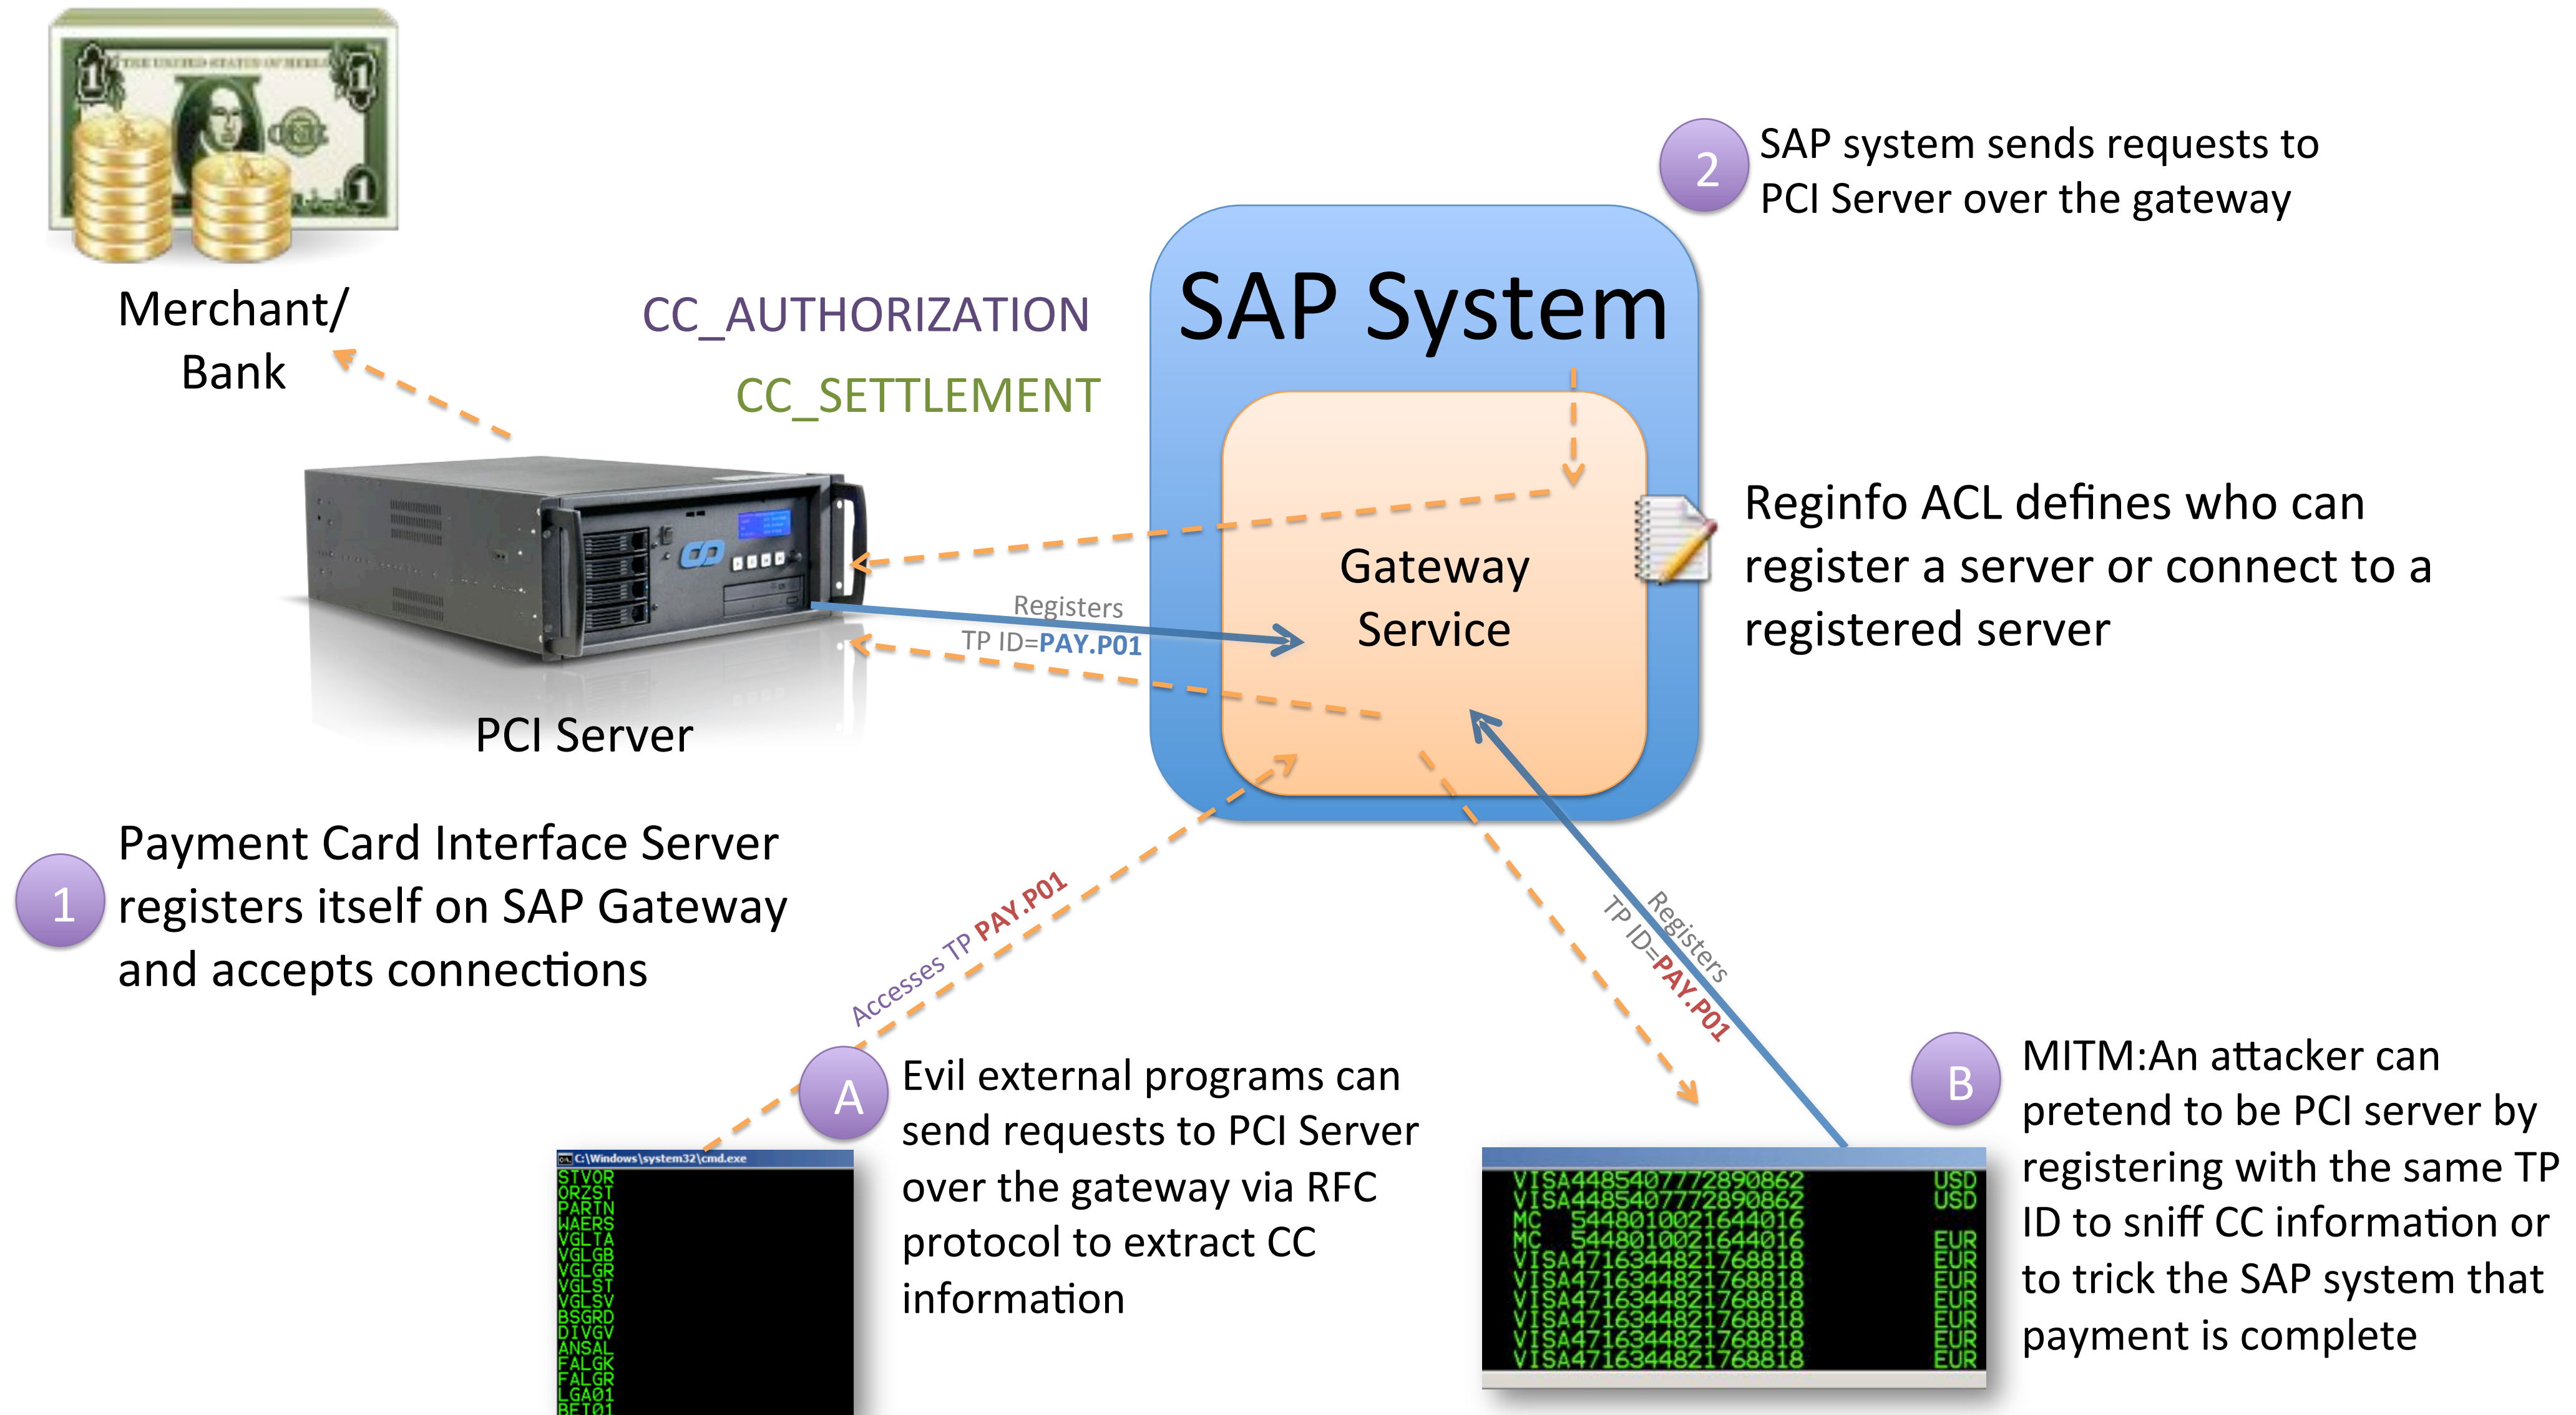 Merchant/
Bank
CC_AUTHORIZATION
CC_SETTLEMENT
2
SAP system sends requests to
PCI Server over the gateway
SAP System
Gateway
Service
Reginfo ACL defines who can
register a server or connect to a
registered server
Registers
TP ID=PAY.P01
PCI Server
1
Payment Card Interface Server
registers itself on SAP Gateway
and accepts connections
Accesses TP PAY.P01
Registers
TP ID=PAY.P01
A
Evil external programs can
send requests to PCI Server
over the gateway via RFC
protocol to extract CC
information
B
MITM:An attacker can
pretend to be PCI server by
registering with the same TP
ID to sniff CC information or
to trick the SAP system that
payment is complete
C:\Windows\system32\cmd.exe
STVOR
ORZST
PARTN
WAERS
VGLTA
VGLGB
VGLGR
VGLST
VGLSV
BSGRD
DIVGV
ANSAL
FALGK
FALGR
LGA01
BET01
VISA4485407772890862 USD
VISA4485407772890862 USD
MC 5448010021644016
MC 5448010021644016 EUR
VISA4716344821768818 EUR
VISA4716344821768818 EUR
VISA4716344821768818 EUR
VISA4716344821768818 EUR
VISA4716344821768818 EUR
VISA4716344821768818 EUR